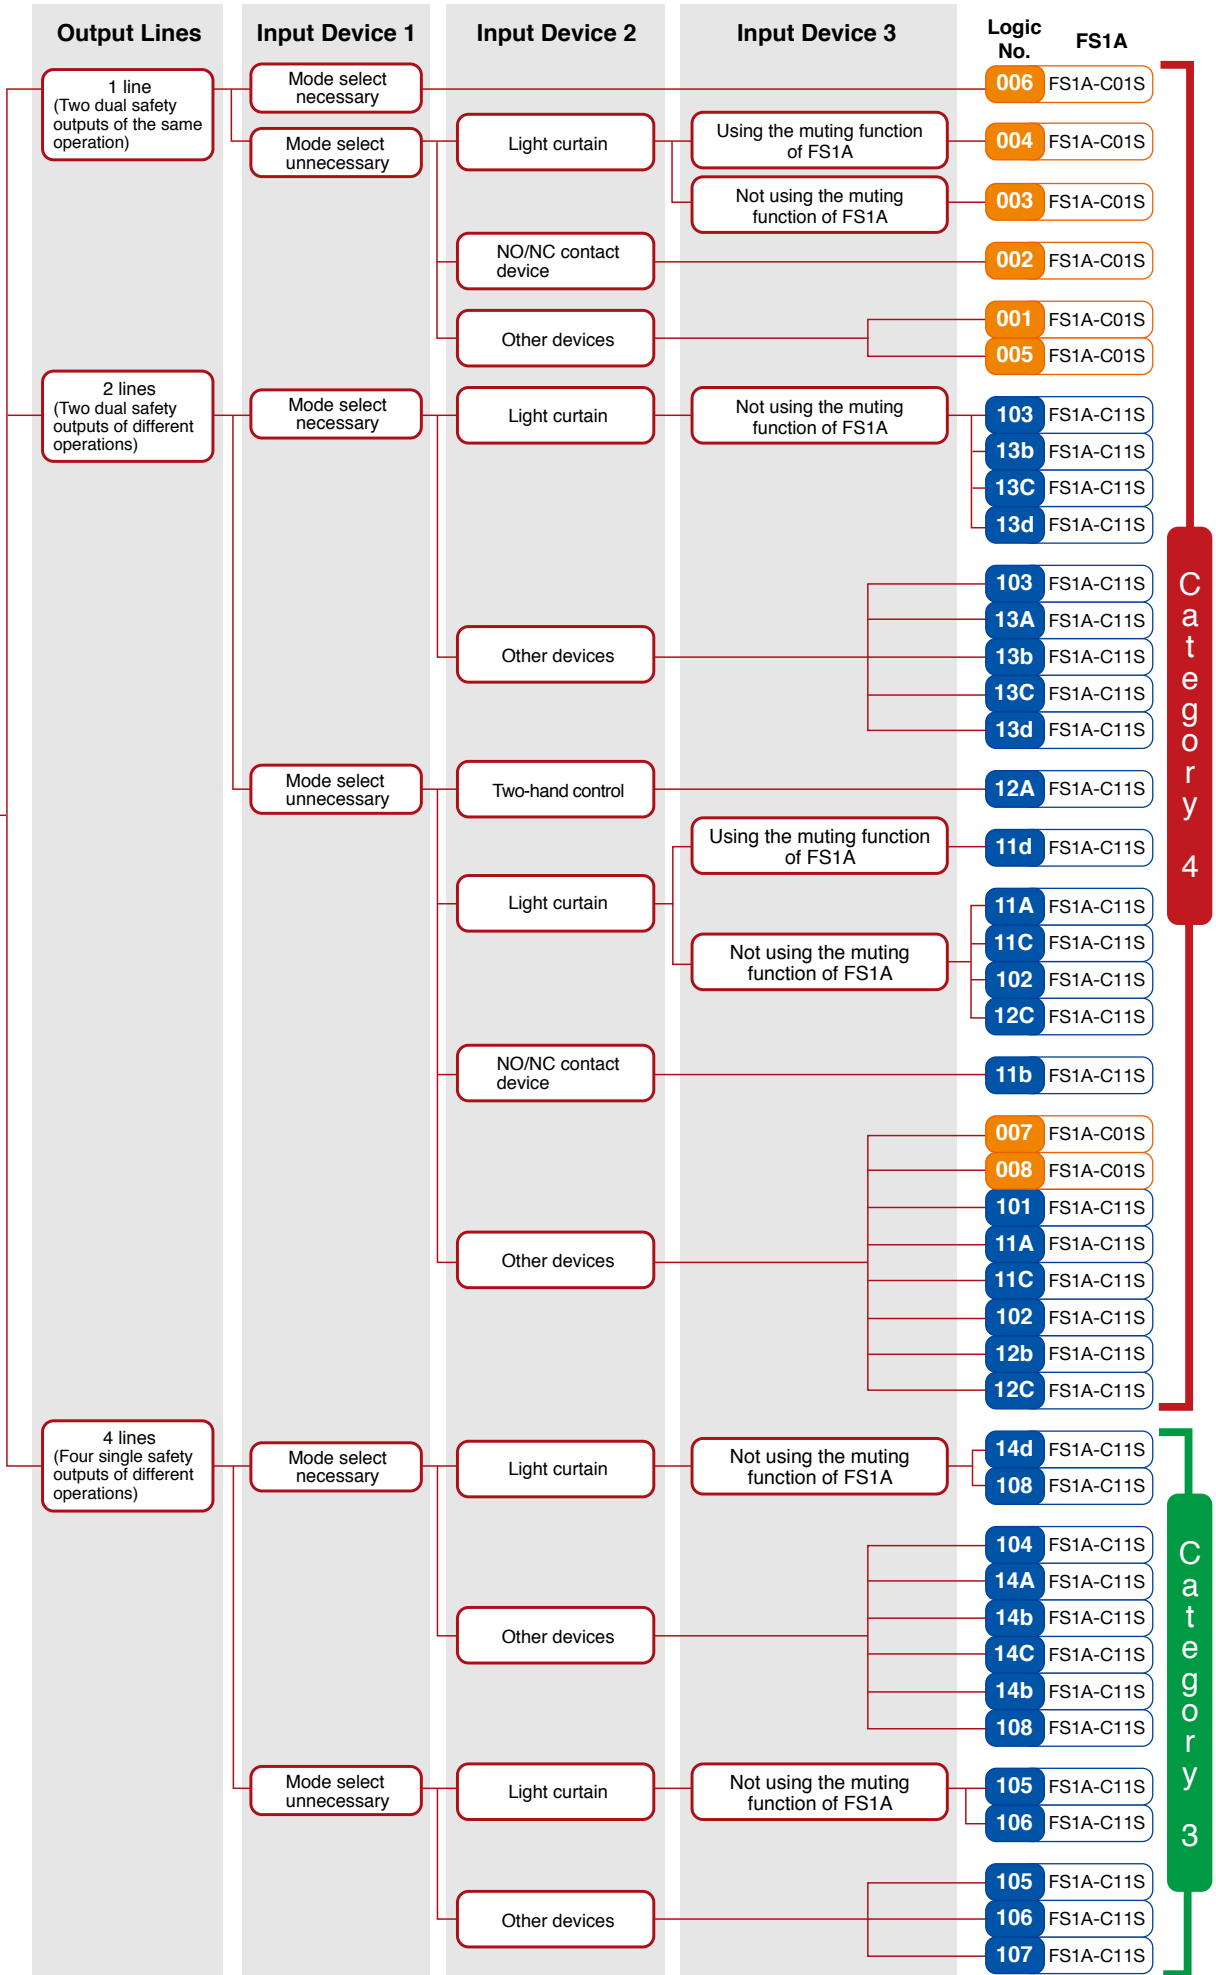 Output Lines
Input Device 1
Input Device 2
Input Device 3
Logic
No.
FS1A
1 line
(Two dual safety
outputs of the same
operation)
Mode select
necessary
006 FS1A-C01S
Mode select
unnecessary
Light curtain
Using the muting function
of FS1A
004 FS1A-C01S
Not using the muting
function of FS1A
003 FS1A-C01S
NO/NC contact
device
002 FS1A-C01S
Other devices
001 FS1A-C01S
005 FS1A-C01S
2 lines
(Two dual safety
outputs of different
operations)
Mode select
necessary
Light curtain
Not using the muting
function of FS1A
103 FS1A-C11S
13b FS1A-C11S
13C FS1A-C11S
13d FS1A-C11S
Other devices
103 FS1A-C11S
13A FS1A-C11S
13b FS1A-C11S
13C FS1A-C11S
13d FS1A-C11S
Mode select
unnecessary
Two-hand control
12A FS1A-C11S
Light curtain
Using the muting function
of FS1A
11d FS1A-C11S
Not using the muting
function of FS1A
11A FS1A-C11S
11C FS1A-C11S
102 FS1A-C11S
12C FS1A-C11S
NO/NC contact
device
11b FS1A-C11S
Other devices
007 FS1A-C01S
008 FS1A-C01S
101 FS1A-C11S
11A FS1A-C11S
11C FS1A-C11S
102 FS1A-C11S
12b FS1A-C11S
12C FS1A-C11S
Category 4
4 lines
(Four single safety
outputs of different
operations)
Mode select
necessary
Light curtain
Not using the muting
function of FS1A
14d FS1A-C11S
108 FS1A-C11S
Other devices
104 FS1A-C11S
14A FS1A-C11S
14b FS1A-C11S
14C FS1A-C11S
14b FS1A-C11S
108 FS1A-C11S
Mode select
unnecessary
Light curtain
Not using the muting
function of FS1A
105 FS1A-C11S
106 FS1A-C11S
Other devices
105 FS1A-C11S
106 FS1A-C11S
107 FS1A-C11S
Category 3